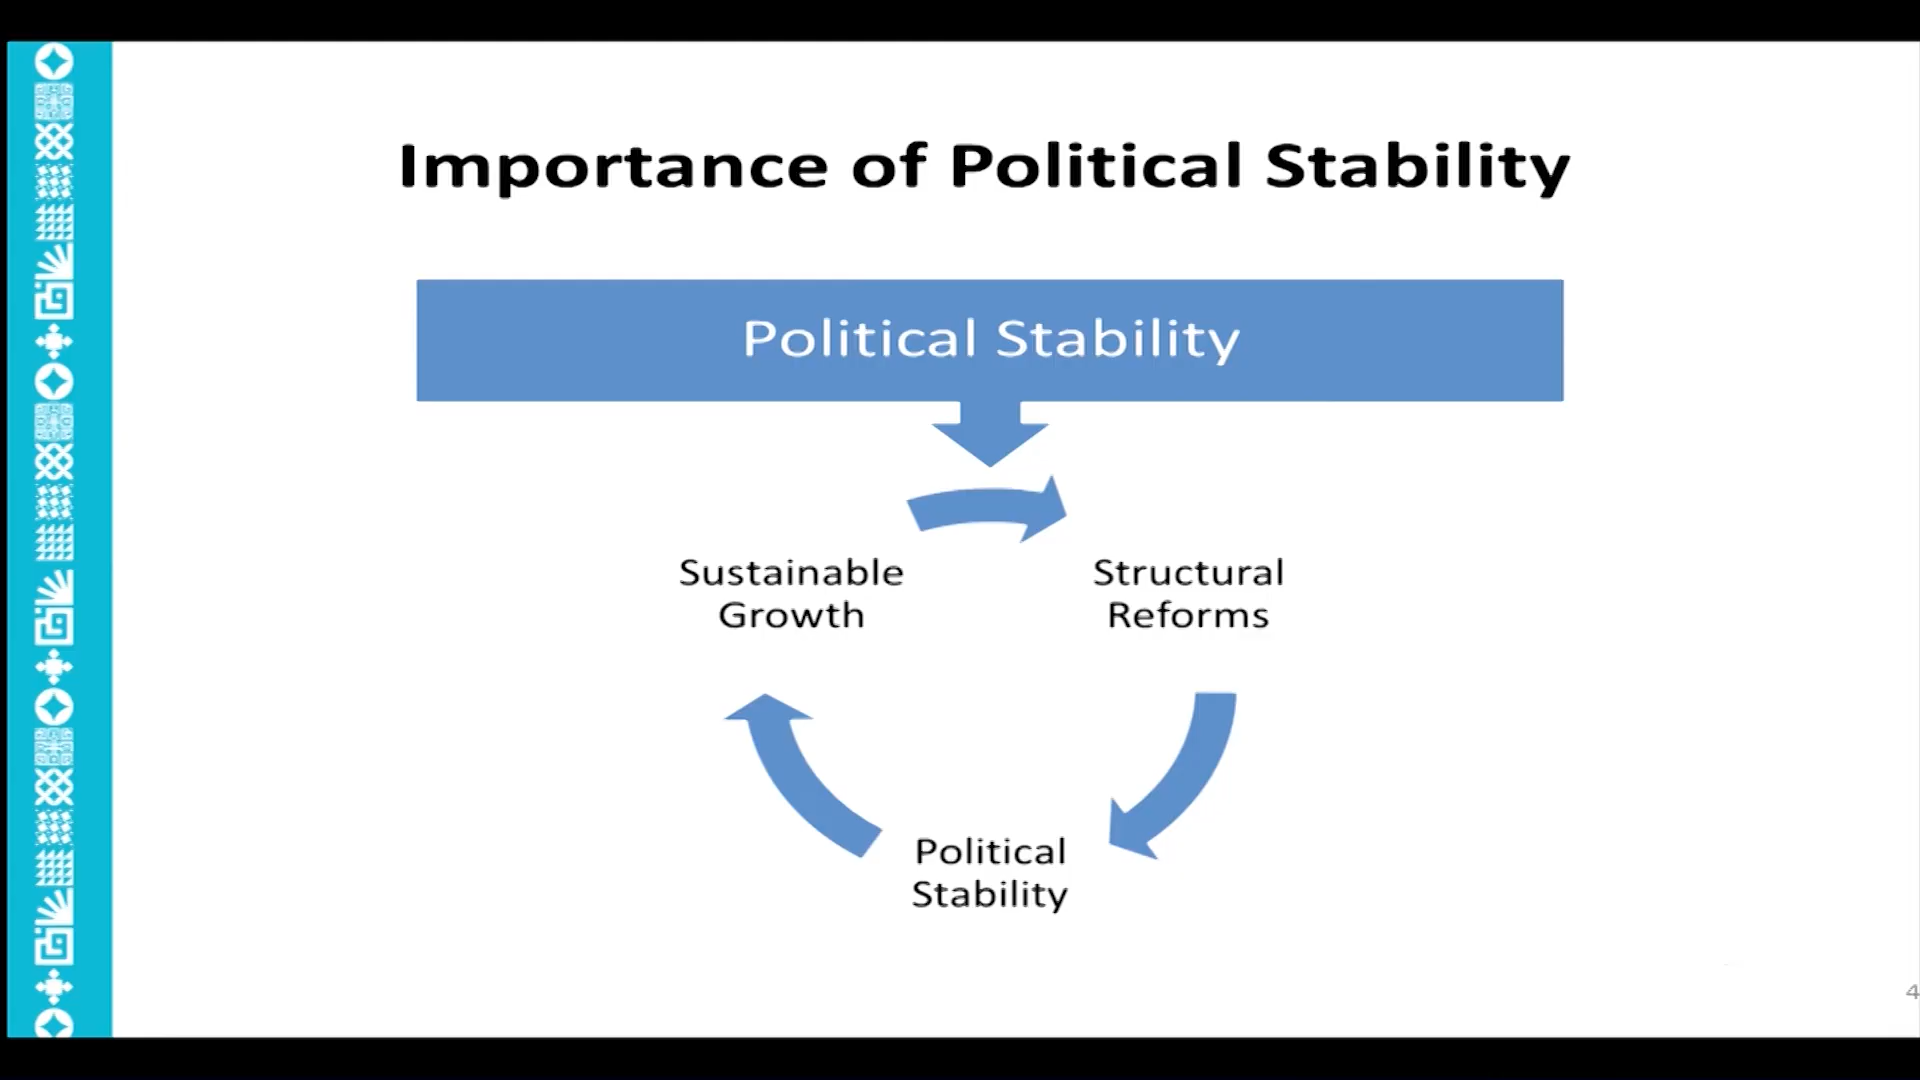 Importance of Political Stability
Political Stability
Sustainable
Growth
Structural
Reforms
Political
Stability
4